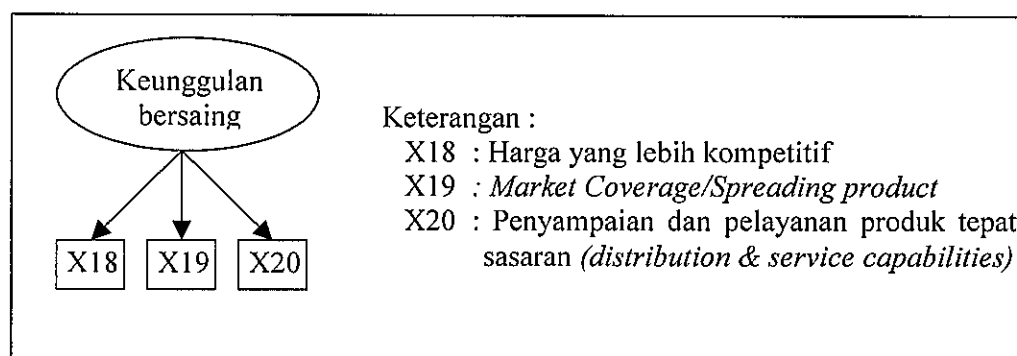 Keunggulan
bersaing
X18 X19 X20
Keterangan :
X18 : Harga yang lebih kompetitif
X19 : Market Coverage/Spreading product
X20 : Penyampaian dan pelayanan produk tepat
sasaran (distribution & service capabilities)